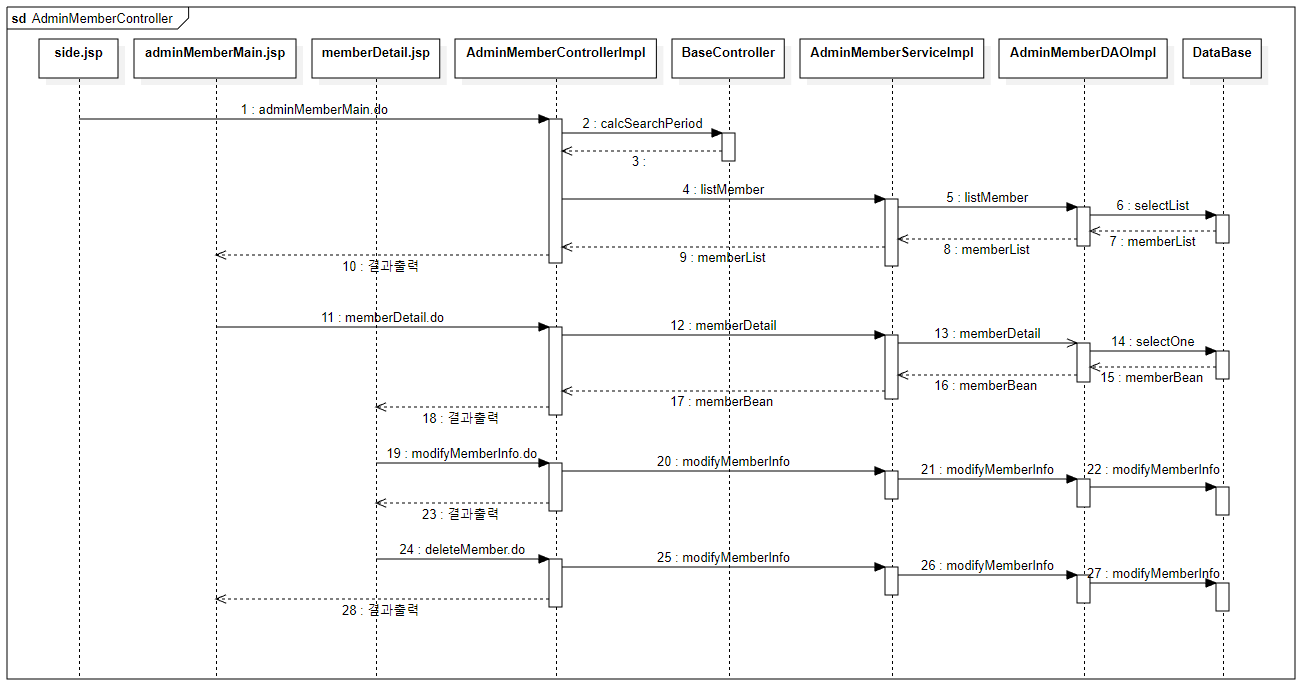 sd AdminMemberController
side.jsp
adminMemberMain.jsp
memberDetail.jsp
AdminMemberControllerImpl
BaseController
AdminMemberServiceImpl
AdminMemberDAOImpl
DataBase
1 : adminMemberMain.do
2 : calcSearchPeriod
3 :
4 : listMember
5 : listMember
6 : selectList
7 : memberList
8 : memberList
9 : memberList
10 : 결과출력
11 : memberDetail.do
12 : memberDetail
13 : memberDetail
14 : selectOne
15 : memberBean
16 : memberBean
17 : memberBean
18 : 결과출력
19 : modifyMemberInfo.do
20 : modifyMemberInfo
21 : modifyMemberInfo
22 : modifyMemberInfo
23 : 결과출력
24 : deleteMember.do
25 : modifyMemberInfo
26 : modifyMemberInfo
27 : modifyMemberInfo
28 : 결과출력